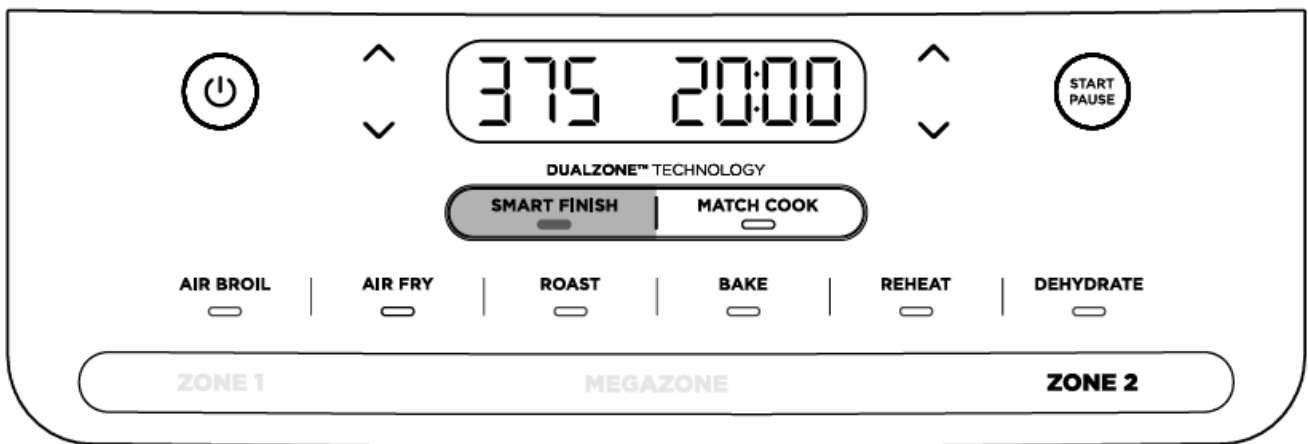 375 20:00
START
PAUSE
DUALZONE™ TECHNOLOGY
SMART FINISH MATCH COOK
AIR BROIL AIR FRY ROAST BAKE REHEAT DEHYDRATE
ZONE 1 MEGAZONE ZONE 2